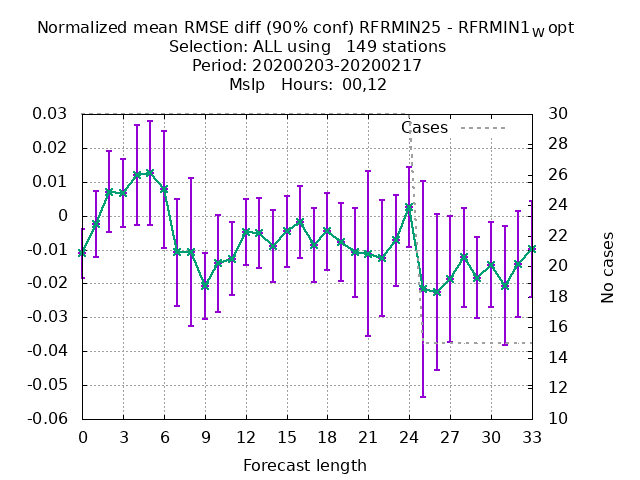 Normalized mean RMSE diff (90% conf) RFRMIN25 - RFRMIN1w opt
Selection: ALL using 149 stations
Period: 20200203-20200217
Mslp Hours: 00,12
Cases
0.03
0.02
0.01
0
-0.01
-0.02
-0.03
-0.04
-0.05
-0.06
30
28
26
24
22
20
18
16
14
12
10
No cases
0 3 6 9 12 15 18 21 24 27 30 33
Forecast length